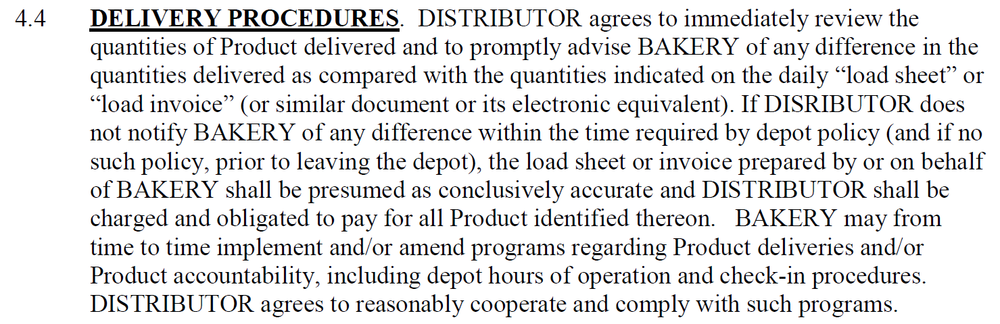 4.4 DELIVERY PROCEDURES. DISTRIBUTOR agrees to immediately review the
quantities of Product delivered and to promptly advise BAKERY of any difference in the
quantities delivered as compared with the quantities indicated on the daily “load sheet” or
“load invoice” (or similar document or its electronic equivalent). If DISRIBUTOR does
not notify BAKERY of any difference within the time required by depot policy (and if no
such policy, prior to leaving the depot), the load sheet or invoice prepared by or on behalf
of BAKERY shall be presumed as conclusively accurate and DISTRIBUTOR shall be
charged and obligated to pay for all Product identified thereon. BAKERY may from
time to time implement and/or amend programs regarding Product deliveries and/or
Product accountability, including depot hours of operation and check-in procedures.
DISTRIBUTOR agrees to reasonably cooperate and comply with such programs.